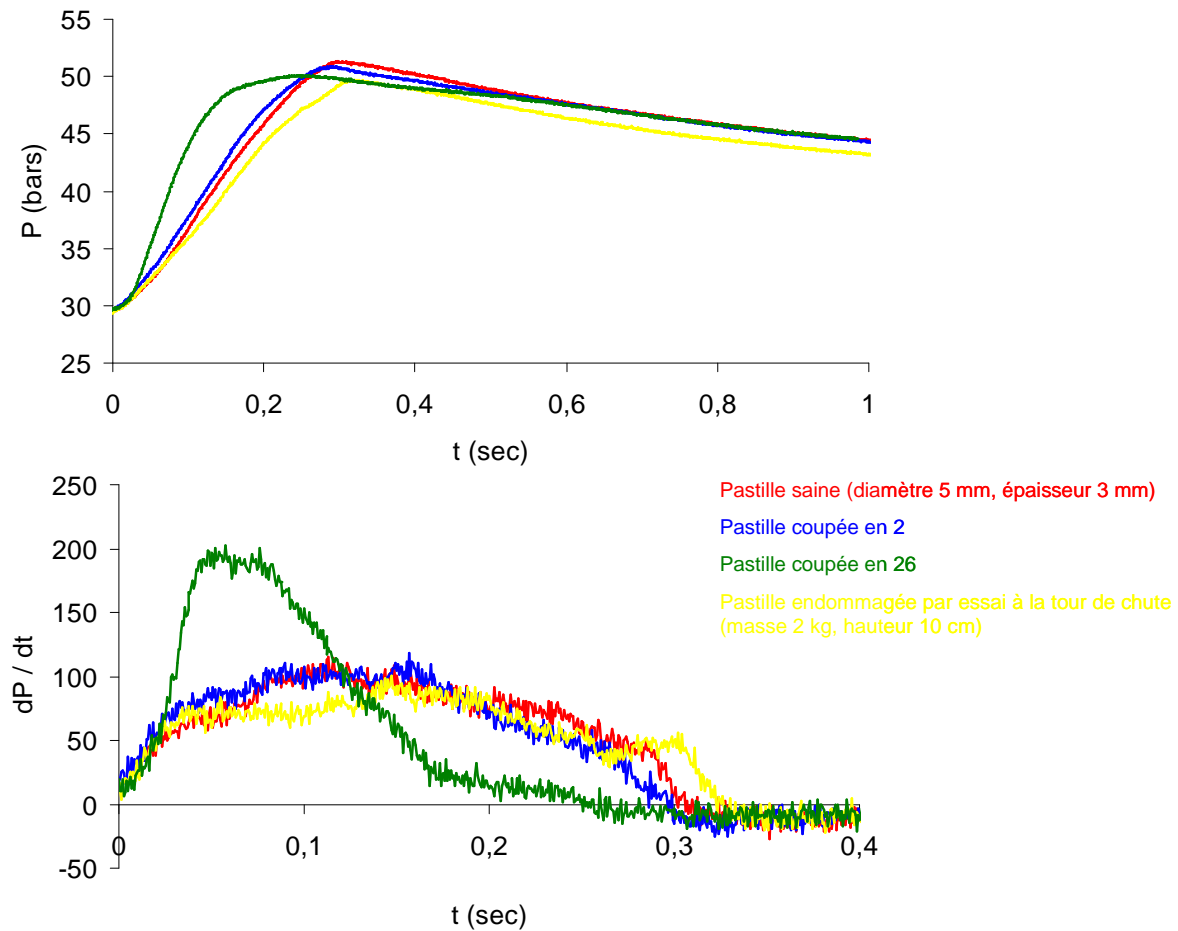 55
50
45
40
35
30
25
P (bars)
0 0,2 0,4 0,6 0,8 1
t (sec)
250
200
150
100
50
0
-50
dP / dt
0 0,1 0,2 0,3 0,4
t (sec)
Pastille saine (diamètre 5 mm, épaisseur 3 mm)
Pastille coupée en 2
Pastille coupée en 26
Pastille endommagée par essai à la tour de chute
(masse 2 kg, hauteur 10 cm)